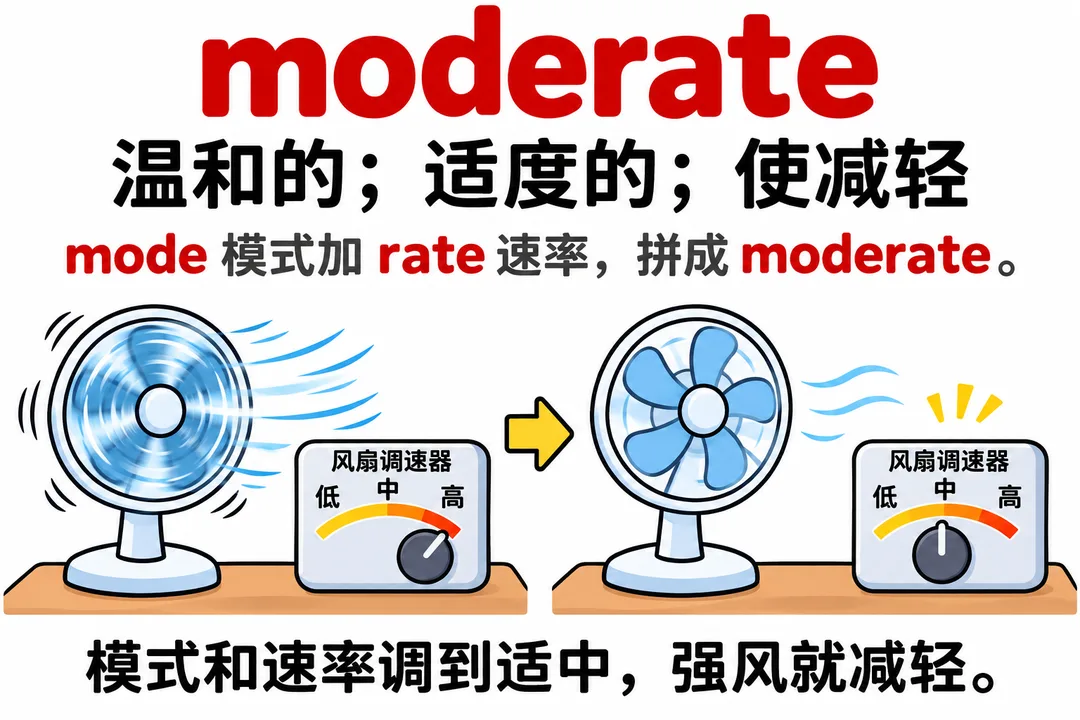 moderate
温和的；适度的；使减轻
mode 模式加 rate 速率，拼成 moderate。
风扇调速器
低 中 高
风扇调速器
低 中 高
模式和速率调到适中，强风就减轻。